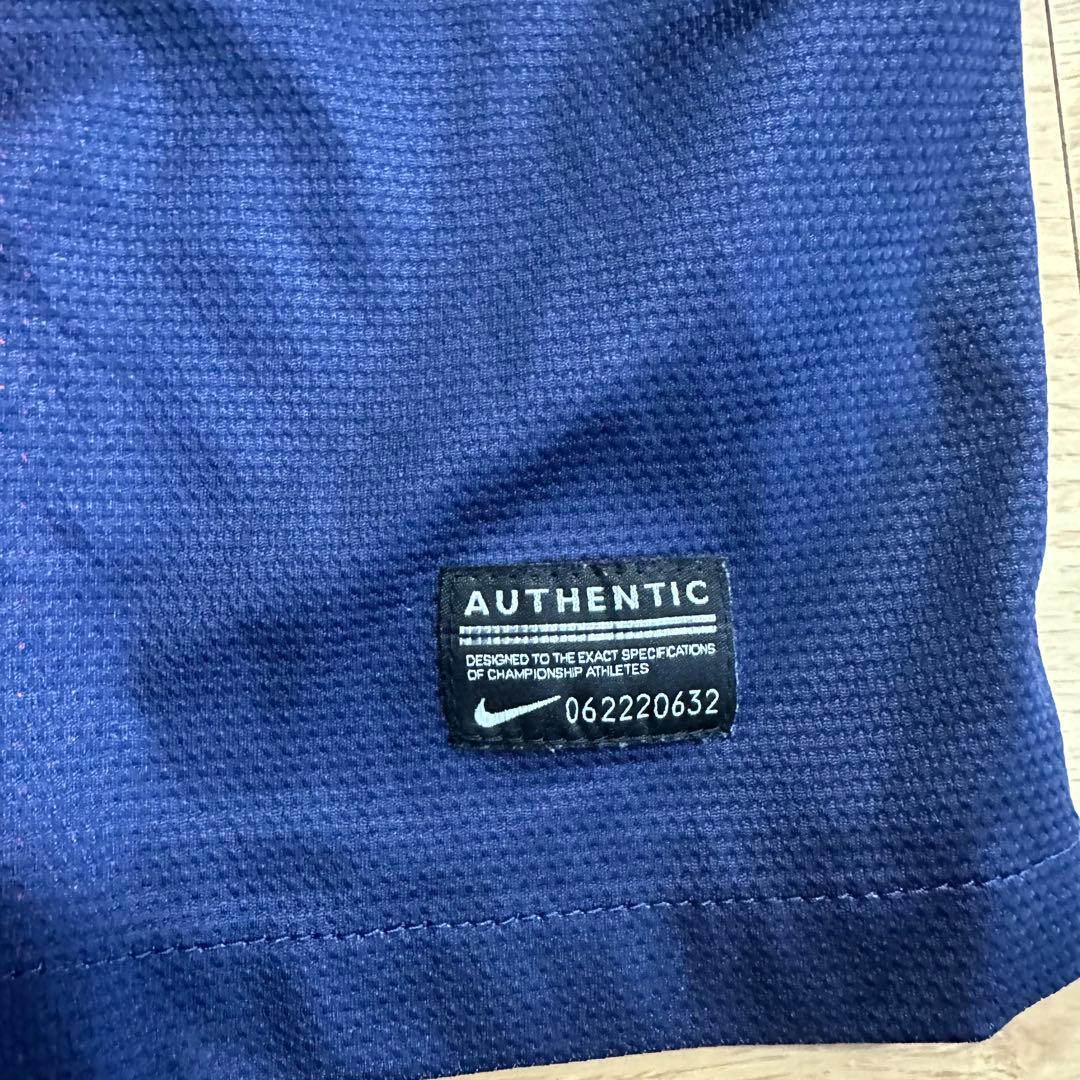 AUTHENTIC
DESIGNED TO THE EXACT SPECIFICATIONS
OF CHAMPIONSHIP ATHLETES
062220632